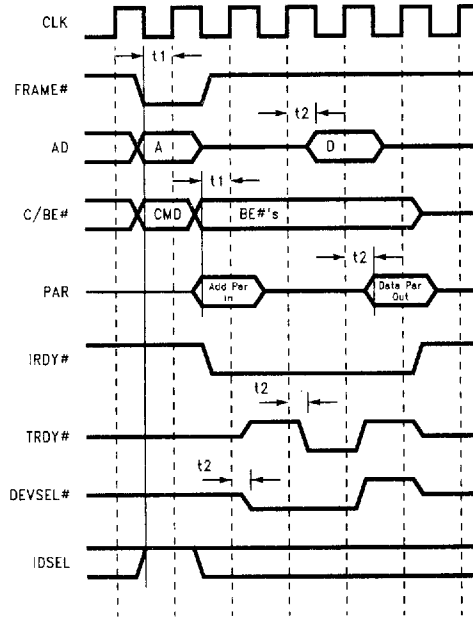 CLK
t1
FRAME#
t2
AD
A
D
t1
C/BE#
CMD
BE#'s
t2
PAR
Add Par
In
Data Par
Out
IRDY#
t2
TRDY#
t2
DEVSEL#
IDSEL